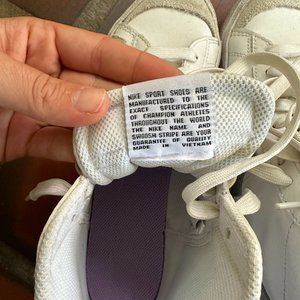 NIKE SPORT SHOES ARE
MANUFACTURED TO THE
EXACT SPECIFICATIONS
OF CHAMPION ATHLETES
THROUGHOUT THE WORLD
THE NIKE NAME AND
SWOOSH STRIPE ARE YOUR
GUARANTEE OF QUALITY
MADE IN VIETNAM